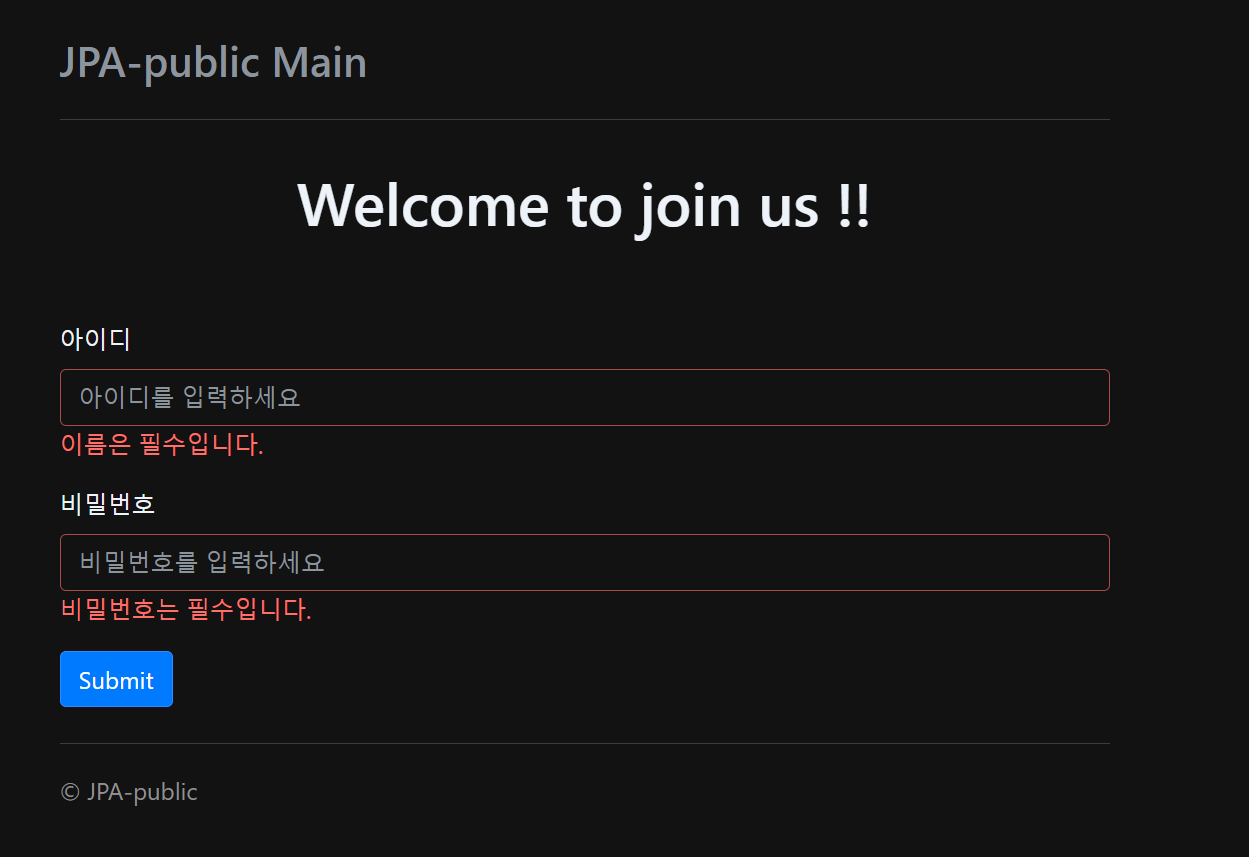 JPA-public Main
Welcome to join us !!
아이디
아이디를 입력하세요
이름은 필수입니다.
비밀번호
비밀번호를 입력하세요
비밀번호는 필수입니다.
Submit
© JPA-public